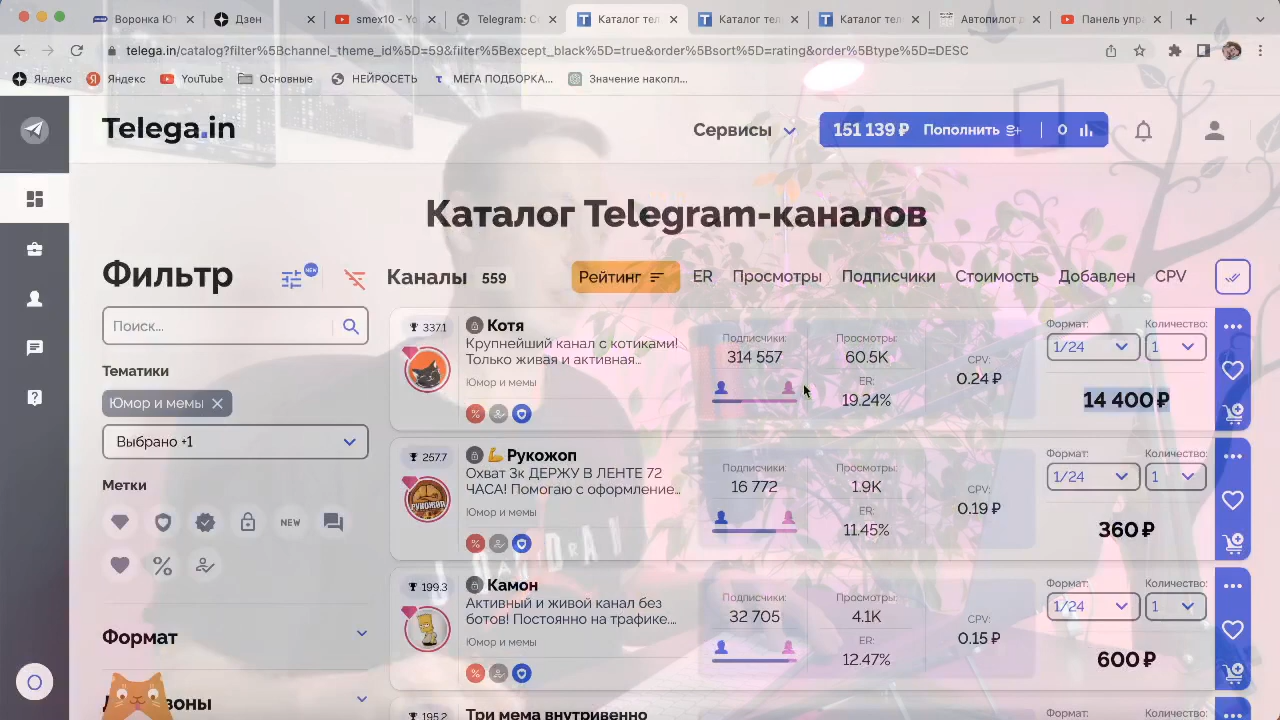 Воронка Ют
Дзен
smex10 - Yo
Telegram: Co
Каталог тел
Каталог тел
Каталог тел
Автопилот д
Панель упр
telega.in/catalog?filter%5Bchannel_theme_id%5D=59&filter%5Bexcept_black%5D=true&order%5Bsort%5D=rating&order%5Btype%5D=DESC
Яндекс
Яндекс
YouTube
Основные
НЕЙРОСЕТЬ
МЕГА ПОДБОРКА...
Значение накопл...
Telega.in
Сервисы
151 139 ₽ Пополнить 0
Каталог Telegram-каналов
Фильтр
NEW
Каналы 559
Рейтинг
ER
Просмотры
Подписчики
Стоимость
Добавлен
CPV
Поиск...
Тематики
Юмор и мемы
Выбрано +1
Метки
NEW
Формат
зоны
337.1
Котя
Крупнейший канал с котиками!
Только живая и активная...
Юмор и мемы
Подписчики:
314 557
Просмотры:
60.5K
ER:
19.24%
CPV:
0.24 ₽
Формат:
Количество:
1/24
1
14 400 ₽
257.7
💪 Рукожоп
Охват 3к ДЕРЖУ В ЛЕНТЕ 72
ЧАСА! Помогаю с оформление...
Юмор и мемы
Подписчики:
16 772
Просмотры:
1.9K
ER:
11.45%
CPV:
0.19 ₽
Формат:
Количество:
1/24
1
360 ₽
199.3
Камон
Активный и живой канал без
ботов! Постоянно на трафике....
Юмор и мемы
Подписчики:
32 705
Просмотры:
4.1K
ER:
12.47%
CPV:
0.15 ₽
Формат:
Количество:
1/24
1
600 ₽
195.2
Три мема внутривенно